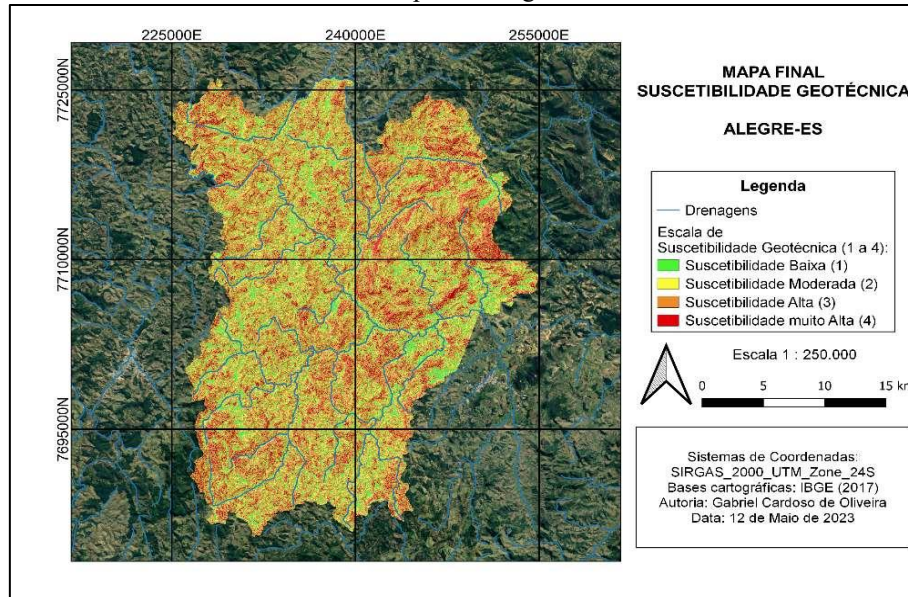 225000E 240000E 255000E
7725000N
7710000N
7695000N
MAPA FINAL
SUSCETIBILIDADE GEOTÉCNICA
ALEGRE-ES
Legenda
Drenagens
Escala de
Suscetibilidade Geotécnica (1 a 4):
Suscetibilidade Baixa (1)
Suscetibilidade Moderada (2)
Suscetibilidade Alta (3)
Suscetibilidade muito Alta (4)
Escala 1 : 250.000
0 5 10 15 km
Sistemas de Coordenadas:
SIRGAS_2000_UTM_Zone_24S
Bases cartográficas: IBGE (2017)
Autoria: Gabriel Cardoso de Oliveira
Data: 12 de Maio de 2023